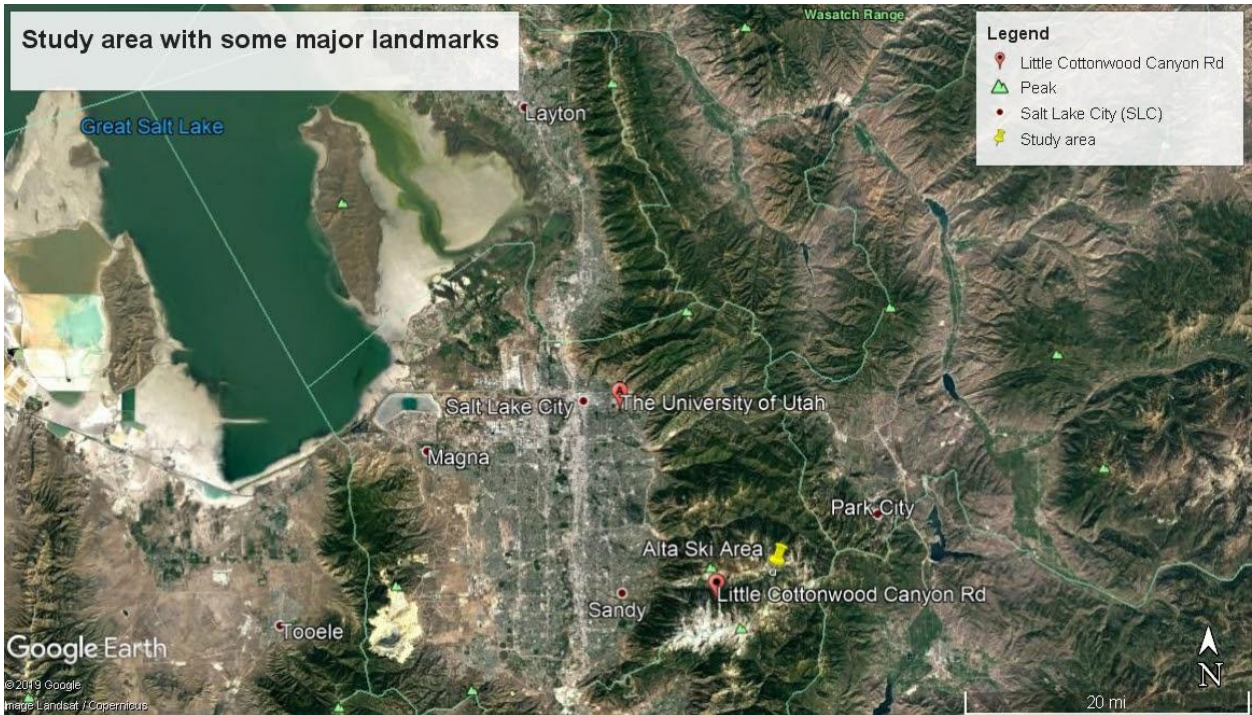 Study area with some major landmarks
Wasatch Range
Legend
Little Cottonwood Canyon Rd
Peak
Salt Lake City (SLC)
Study area
Layton
Great Salt Lake
A
Salt Lake City
The University of Utah
Magna
Park City
Alta Ski Area
Little Cottonwood Canyon Rd
Sandy
Tooele
Google Earth
N
©2019 Google
Image Landsat / Copernicus
20 mi